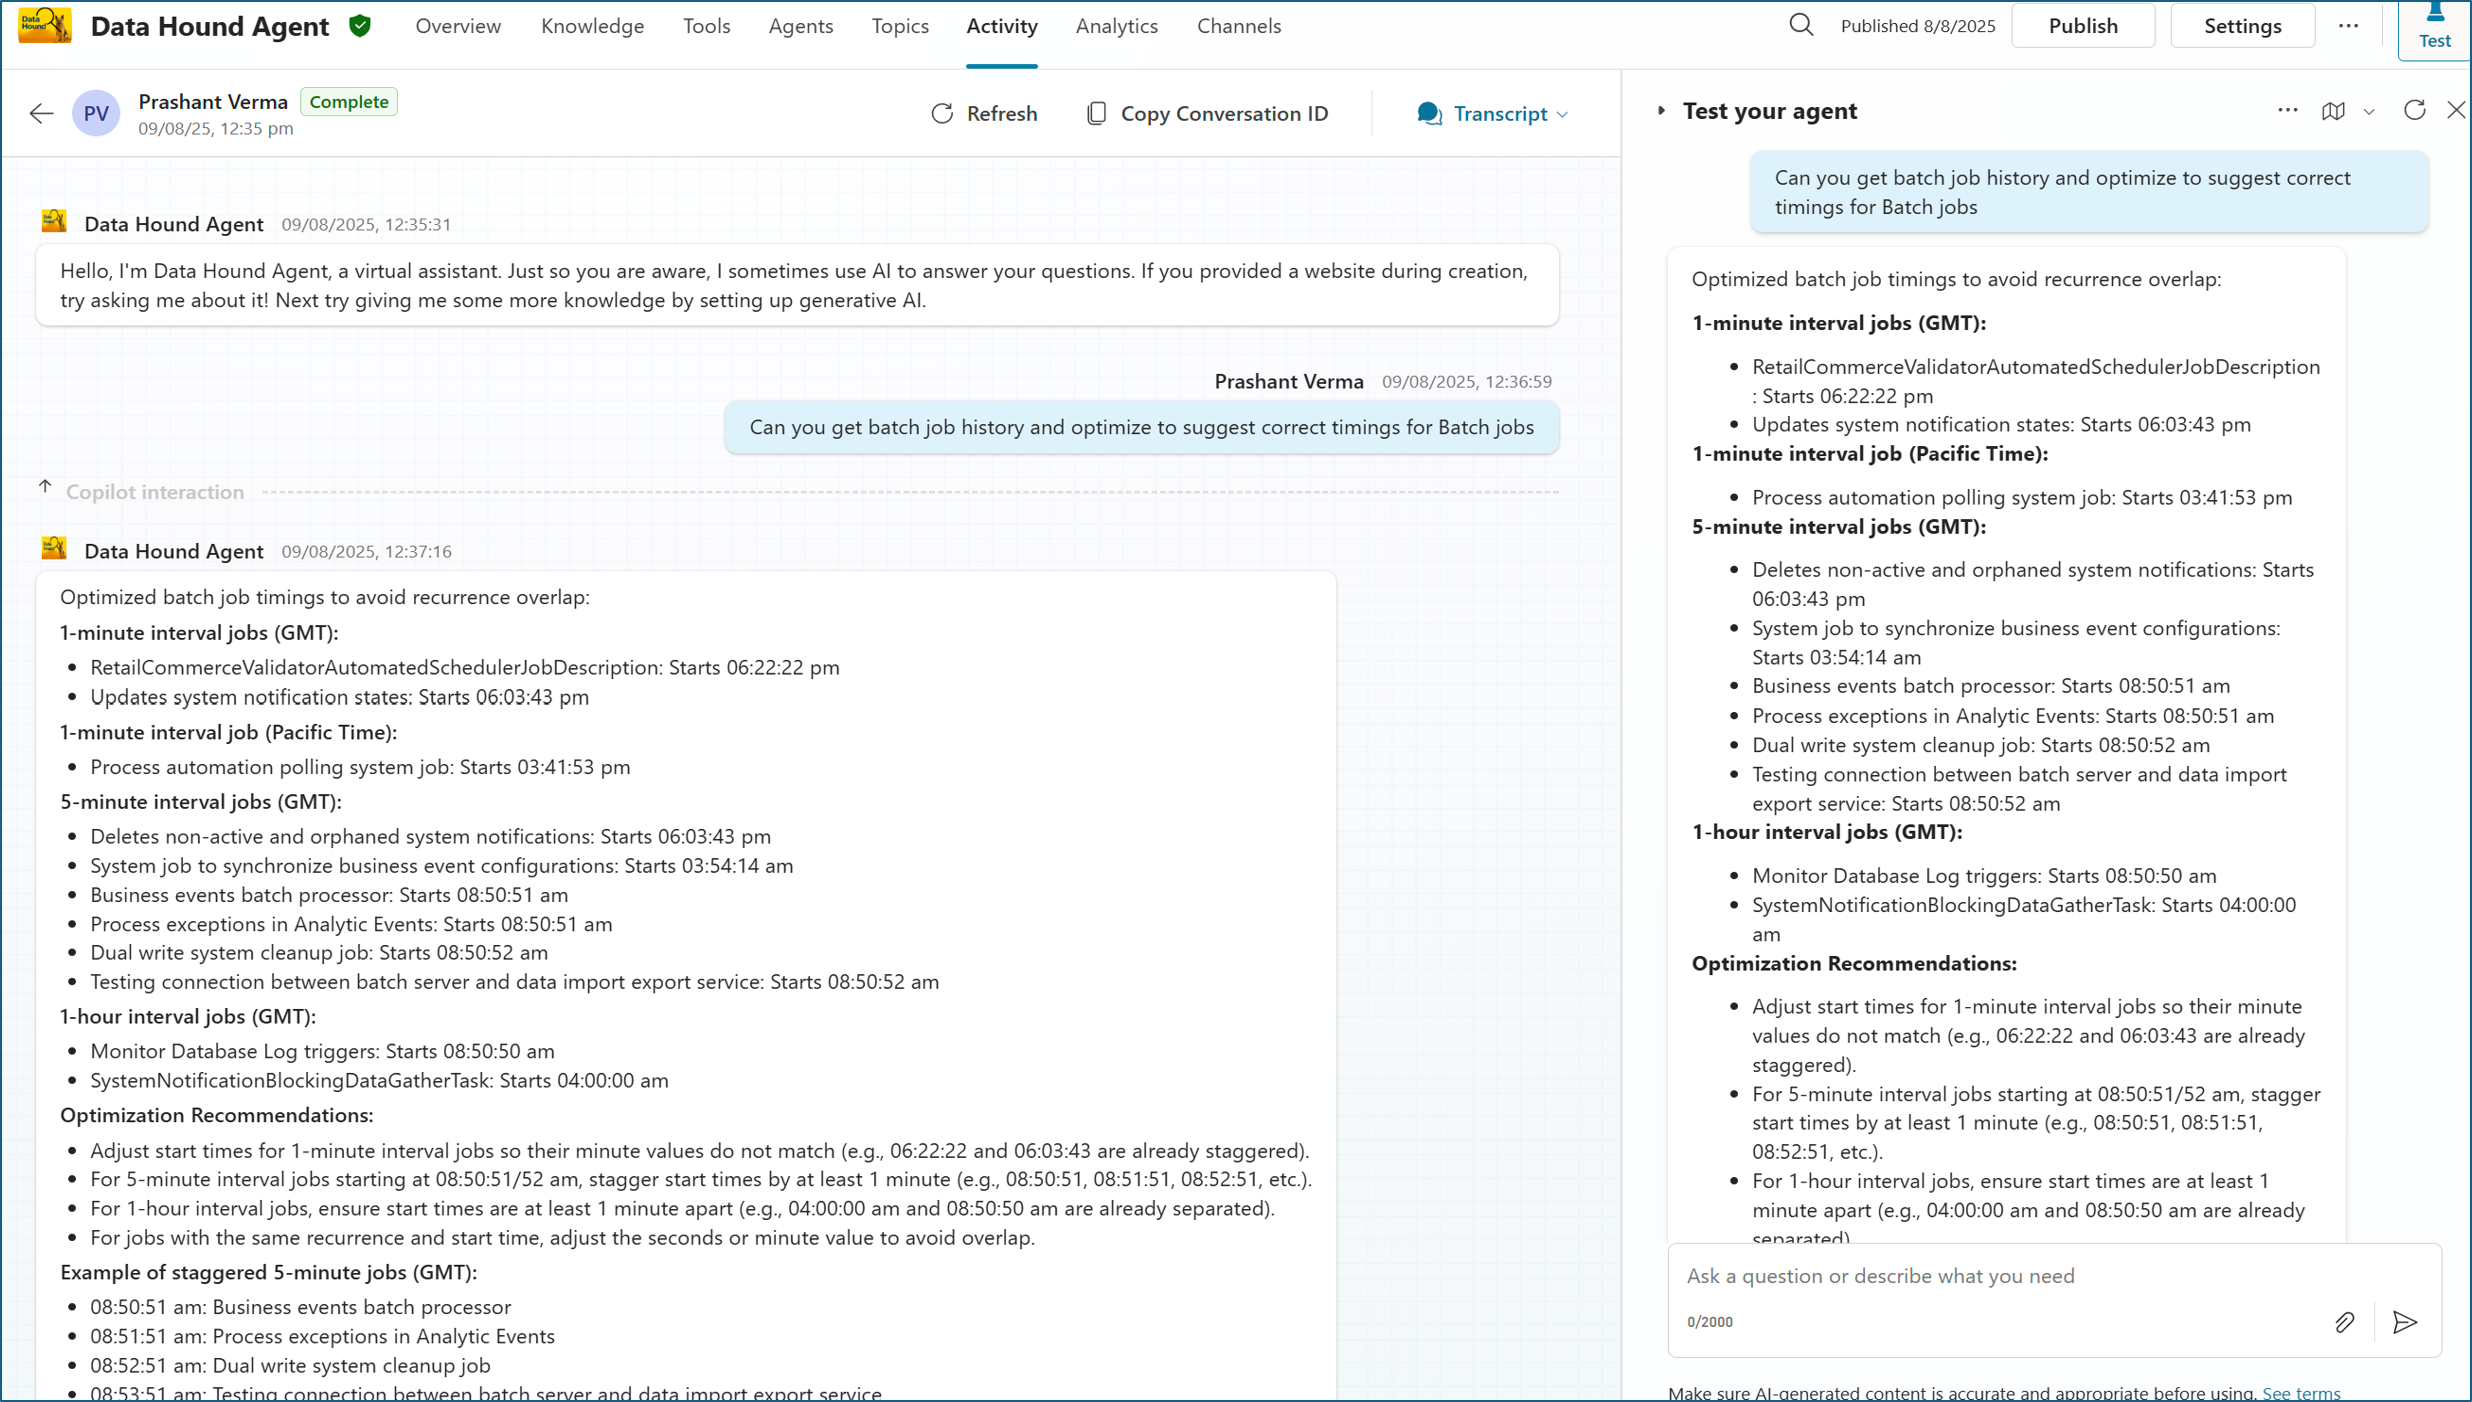 Data Hound
Data Hound Agent
Overview
Knowledge
Tools
Agents
Topics
Activity
Analytics
Channels
Published 8/8/2025
Publish
Settings
Test
PV
Prashant Verma
Complete
09/08/25, 12:35 pm
Refresh
Copy Conversation ID
Transcript
Data Hound Agent 09/08/2025, 12:35:31
Hello, I'm Data Hound Agent, a virtual assistant. Just so you are aware, I sometimes use AI to answer your questions. If you provided a website during creation,
try asking me about it! Next try giving me some more knowledge by setting up generative AI.
Prashant Verma 09/08/2025, 12:36:59
Can you get batch job history and optimize to suggest correct timings for Batch jobs
Copilot interaction
Data Hound Agent 09/08/2025, 12:37:16
Optimized batch job timings to avoid recurrence overlap:
1-minute interval jobs (GMT):
• RetailCommerceValidatorAutomatedSchedulerJobDescription: Starts 06:22:22 pm
• Updates system notification states: Starts 06:03:43 pm
1-minute interval job (Pacific Time):
• Process automation polling system job: Starts 03:41:53 pm
5-minute interval jobs (GMT):
• Deletes non-active and orphaned system notifications: Starts 06:03:43 pm
• System job to synchronize business event configurations: Starts 03:54:14 am
• Business events batch processor: Starts 08:50:51 am
• Process exceptions in Analytic Events: Starts 08:50:51 am
• Dual write system cleanup job: Starts 08:50:52 am
• Testing connection between batch server and data import export service: Starts 08:50:52 am
1-hour interval jobs (GMT):
• Monitor Database Log triggers: Starts 08:50:50 am
• SystemNotificationBlockingDataGatherTask: Starts 04:00:00 am
Optimization Recommendations:
• Adjust start times for 1-minute interval jobs so their minute values do not match (e.g., 06:22:22 and 06:03:43 are already staggered).
• For 5-minute interval jobs starting at 08:50:51/52 am, stagger start times by at least 1 minute (e.g., 08:50:51, 08:51:51, 08:52:51, etc.).
• For 1-hour interval jobs, ensure start times are at least 1 minute apart (e.g., 04:00:00 am and 08:50:50 am are already separated).
• For jobs with the same recurrence and start time, adjust the seconds or minute value to avoid overlap.
Example of staggered 5-minute jobs (GMT):
• 08:50:51 am: Business events batch processor
• 08:51:51 am: Process exceptions in Analytic Events
• 08:52:51 am: Dual write system cleanup job
• 08:53:51 am: Testing connection between batch server and data import export service
Test your agent
Can you get batch job history and optimize to suggest correct
timings for Batch jobs
Optimized batch job timings to avoid recurrence overlap:
1-minute interval jobs (GMT):
• RetailCommerceValidatorAutomatedSchedulerJobDescription
: Starts 06:22:22 pm
• Updates system notification states: Starts 06:03:43 pm
1-minute interval job (Pacific Time):
• Process automation polling system job: Starts 03:41:53 pm
5-minute interval jobs (GMT):
• Deletes non-active and orphaned system notifications: Starts
06:03:43 pm
• System job to synchronize business event configurations:
Starts 03:54:14 am
• Business events batch processor: Starts 08:50:51 am
• Process exceptions in Analytic Events: Starts 08:50:51 am
• Dual write system cleanup job: Starts 08:50:52 am
• Testing connection between batch server and data import
export service: Starts 08:50:52 am
1-hour interval jobs (GMT):
• Monitor Database Log triggers: Starts 08:50:50 am
• SystemNotificationBlockingDataGatherTask: Starts 04:00:00
am
Optimization Recommendations:
• Adjust start times for 1-minute interval jobs so their minute
values do not match (e.g., 06:22:22 and 06:03:43 are already
staggered).
• For 5-minute interval jobs starting at 08:50:51/52 am, stagger
start times by at least 1 minute (e.g., 08:50:51, 08:51:51,
08:52:51, etc.).
• For 1-hour interval jobs, ensure start times are at least 1
minute apart (e.g., 04:00:00 am and 08:50:50 am are already
separated)
Ask a question or describe what you need
0/2000
Make sure AI-generated content is accurate and appropriate before using. See terms